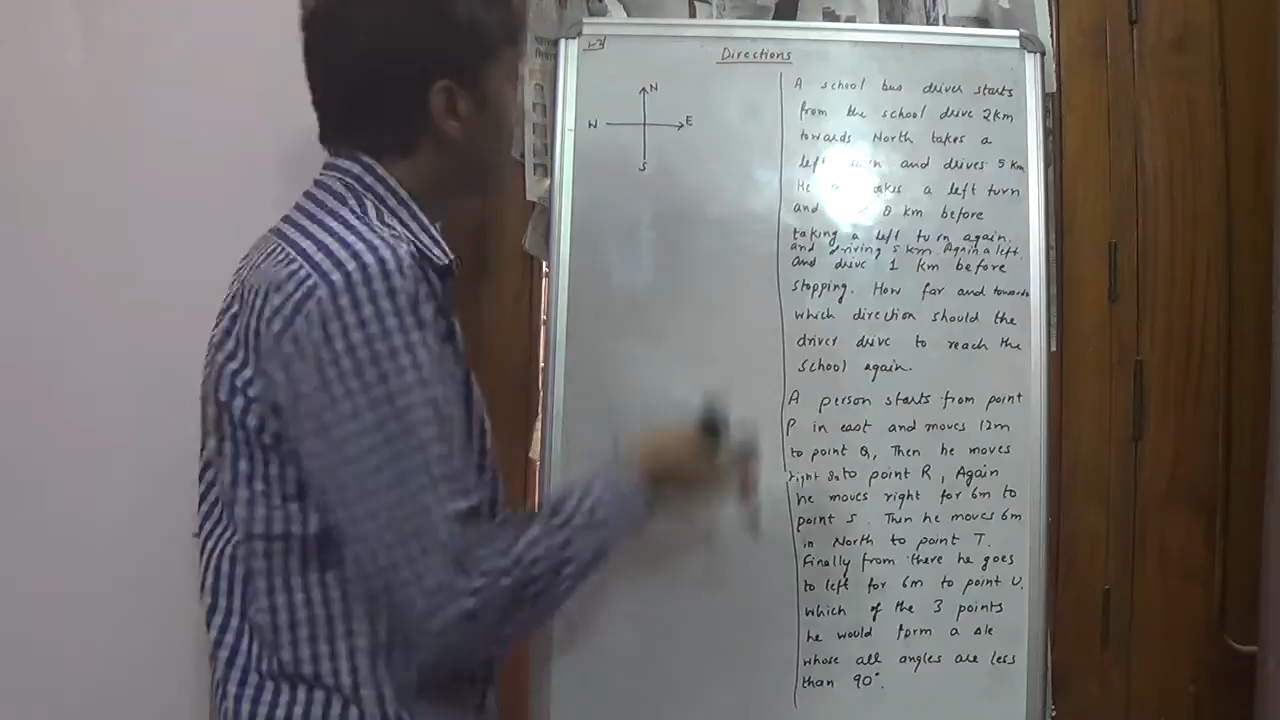 Directions
N
W
E
S
A school bus driver starts
from the school drive 2km
towards North takes a
left and drives 5 km
He a left turn
and 8 km before
taking a left turn again.
and driving 5 km. Again a left.
and drive 1 km before
stopping. How far and towards
which direction should the
driver drive to reach the
school again.
A person starts from point
P in east and moves 12m
to point Q, Then he moves
right to point R, Again
he moves right for 6m to
point S. Then he moves 6m
in North to point T.
Finally from there he goes
to left for 6m to point U.
which of the 3 points
he would form a
whose all angles are less
than 90°.